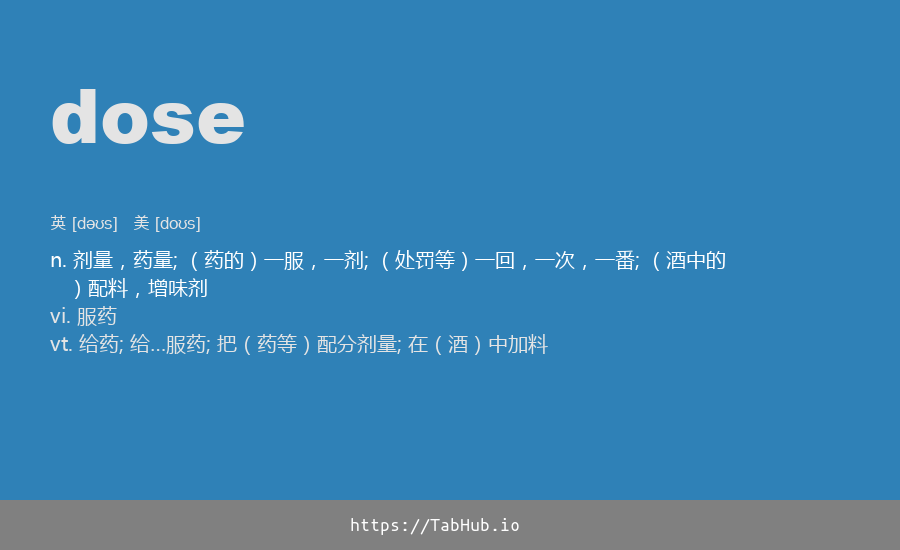 dose
英 [dəʊs] 美 [doʊs]
n. 剂量，药量; （药的）一服，一剂; （处罚等）一回，一次，一番; （酒中的
）配料，增味剂
vi. 服药
vt. 给药; 给…服药; 把（药等）配分剂量; 在（酒）中加料
https://TabHub.io